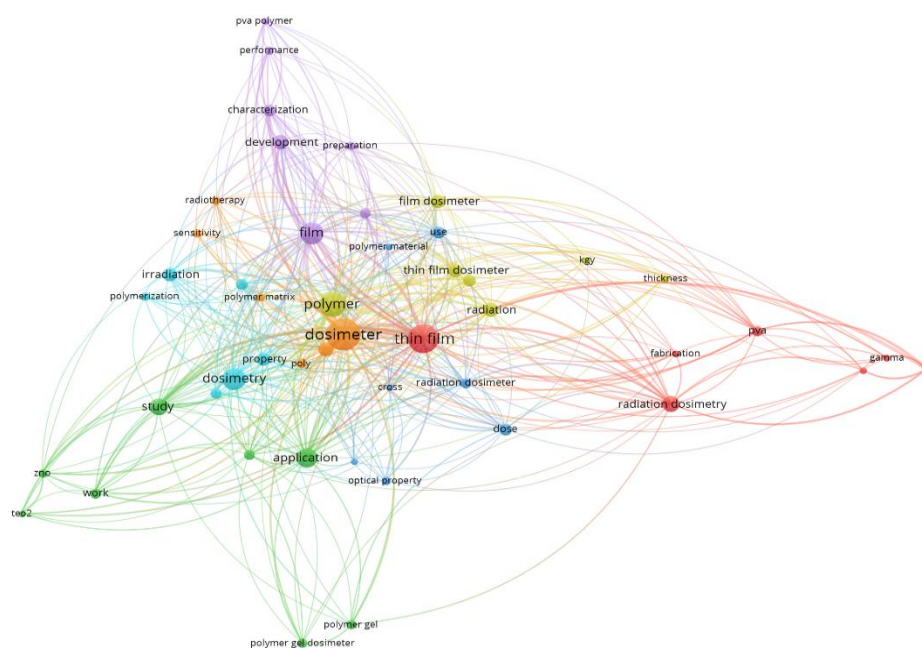 pva polymer
performance
characterization
development
preparation
radiotherapy
film dosimeter
sensitivity
film
use
polymer material
irradiation
thin film dosimeter
kgy
thickness
polymerization
polymer matrix
polymer
radiation
dosimeter
thin film
pva
property
poly
fabrication
gamma
dosimetry
cross
radiation dosimeter
study
radiation dosimetry
dose
application
zno
optical property
work
teo2
polymer gel
polymer gel dosimeter